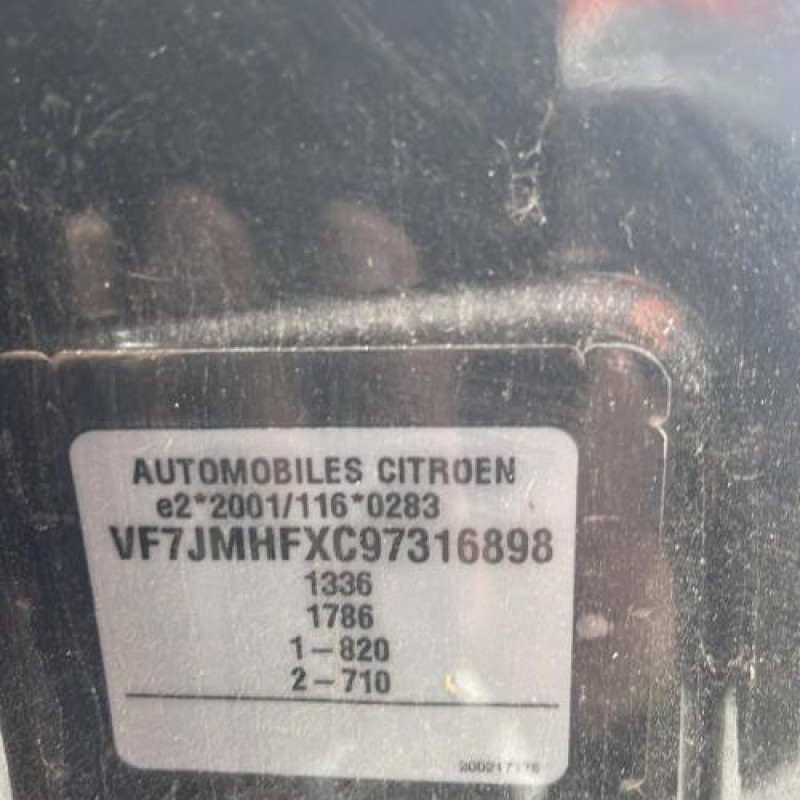 AUTOMOBILES CITROEN
e2*2001/116*0283
VF7JMHFXC97316898
1336
1786
1-820
2-710